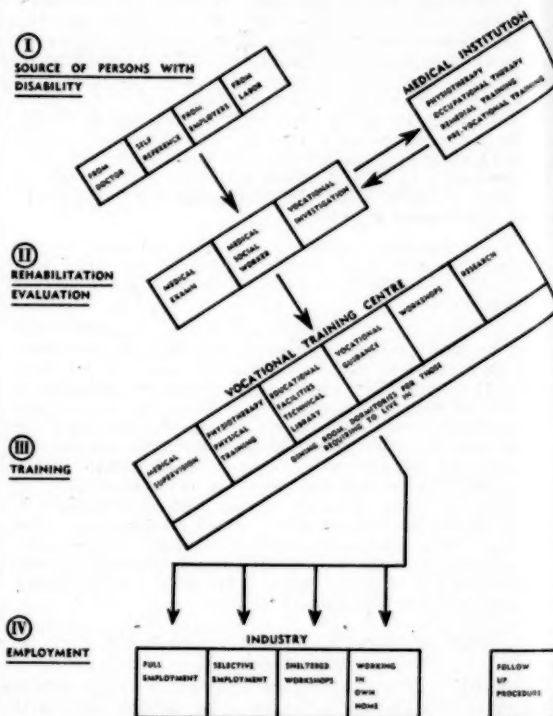 I
SOURCE OF PERSONS WITH
DISABILITY
FROM
DOCTOR
SELF
REFERENCE
FROM
EMPLOYERS
FROM
LABOR
MEDICAL INSTITUTION
PHYSIOTHERAPY
OCCUPATIONAL THERAPY
REMEDIAL TRAINING
PRE-VOCATIONAL TRAINING
II
REHABILITATION
EVALUATION
MEDICAL
EXAMN
MEDICAL
SOCIAL
WORKER
VOCATIONAL
INVESTIGATION
III
TRAINING
VOCATIONAL TRAINING CENTRE
MEDICAL
SUPERVISION
PHYSIOTHERAPY
PHYSICAL
TRAINING
EDUCATIONAL
FACILITIES
TECHNICAL
LIBRARY
VOCATIONAL
GUIDANCE
WORKSHOPS
RESEARCH
DINING ROOM, DORMITORIES FOR THOSE
REQUIRING TO LIVE IN
IV
EMPLOYMENT
INDUSTRY
FULL
EMPLOYMENT
SELECTIVE
EMPLOYMENT
SHELTERED
WORKSHOPS
WORKING
IN
OWN
HOME
FOLLOW
UP
PROCEDURE